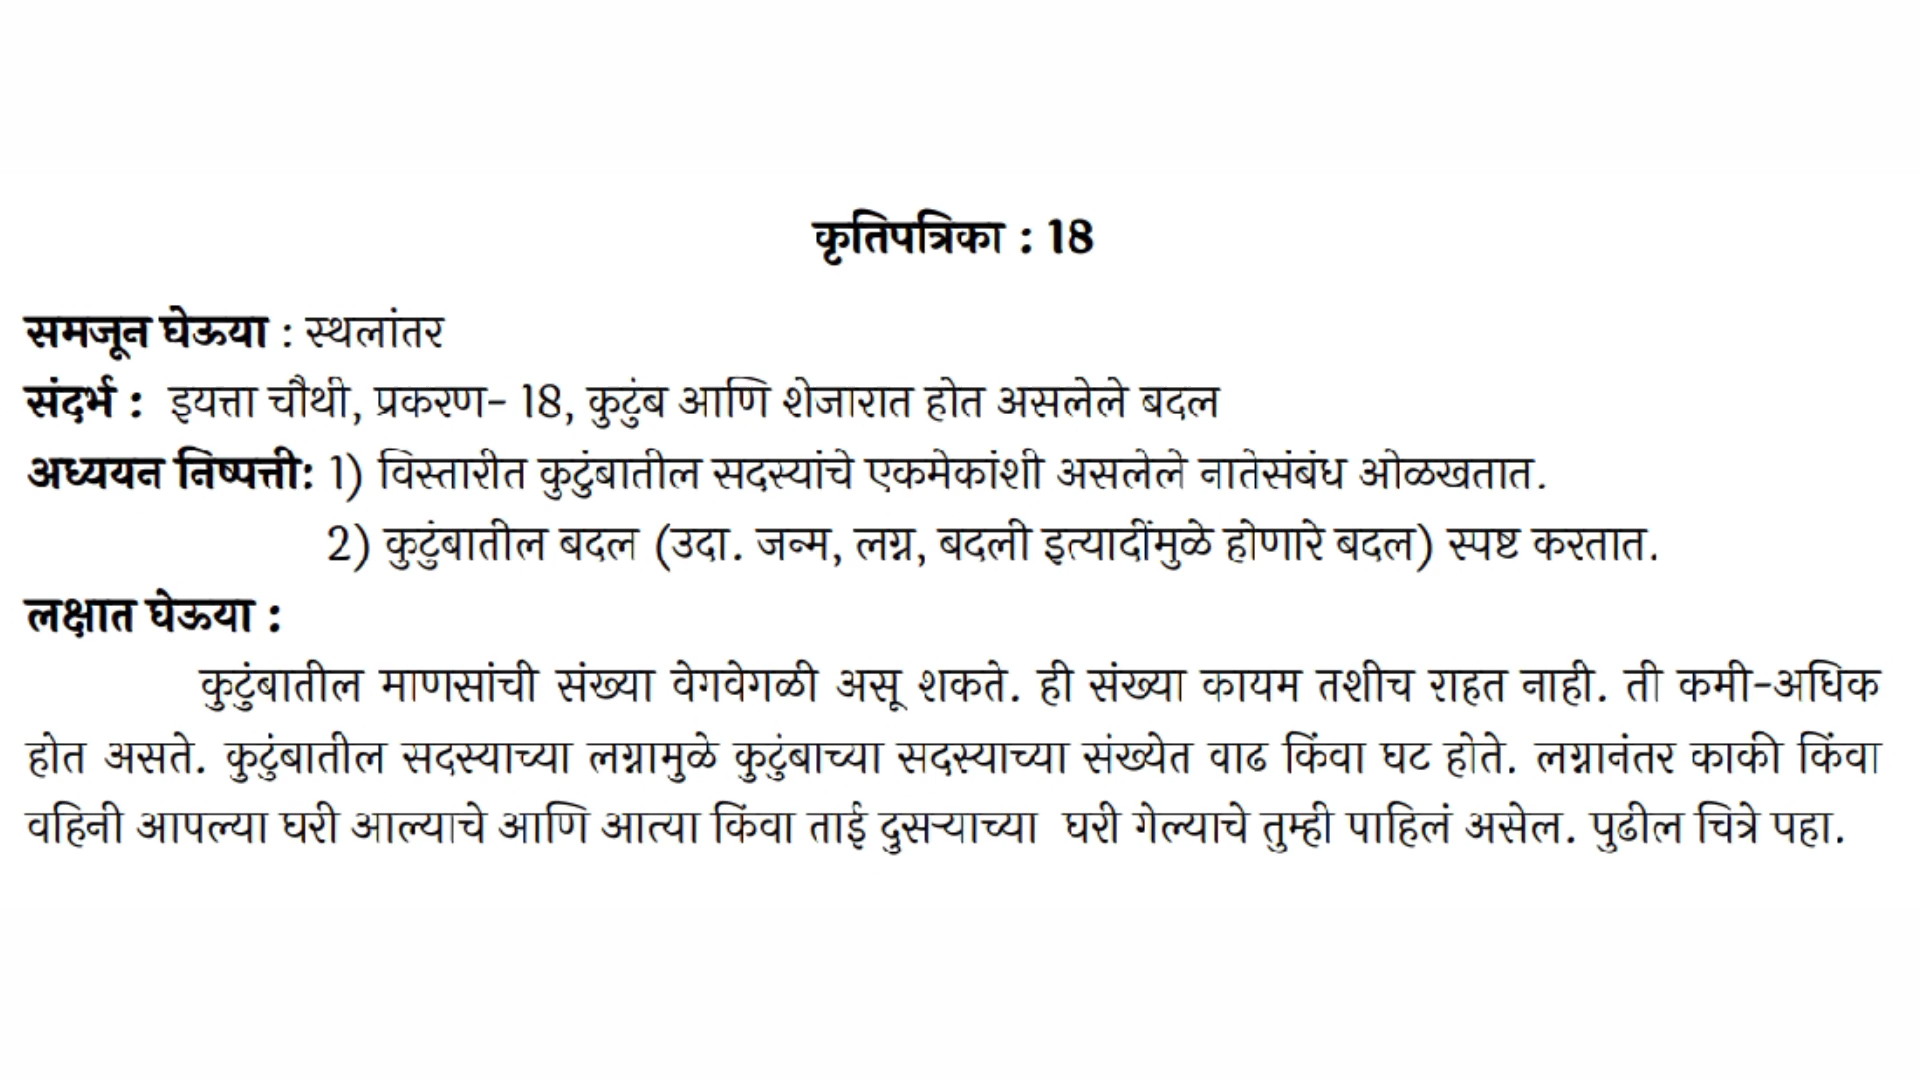 कृतिपत्रिका : 18
समजून घेऊया : स्थलांतर
संदर्भ : इयत्ता चौथी, प्रकरण- 18, कुटुंब आणि शेजारात होत असलेले बदल
अध्ययन निष्पत्ती: 1) विस्तारीत कुटुंबातील सदस्यांचे एकमेकांशी असलेले नातेसंबंध ओळखतात.
2) कुटुंबातील बदल (उदा. जन्म, लग्न, बदली इत्यादींमुळे होणारे बदल) स्पष्ट करतात.
लक्षात घेऊया :
कुटुंबातील माणसांची संख्या वेगवेगळी असू शकते. ही संख्या कायम तशीच राहत नाही. ती कमी-अधिक
होत असते. कुटुंबातील सदस्याच्या लग्नामुळे कुटुंबाच्या सदस्याच्या संख्येत वाढ किंवा घट होते. लग्नानंतर काकी किंवा
वहिनी आपल्या घरी आल्याचे आणि आत्या किंवा ताई दुसऱ्याच्या घरी गेल्याचे तुम्ही पाहिलं असेल. पुढील चित्रे पहा.